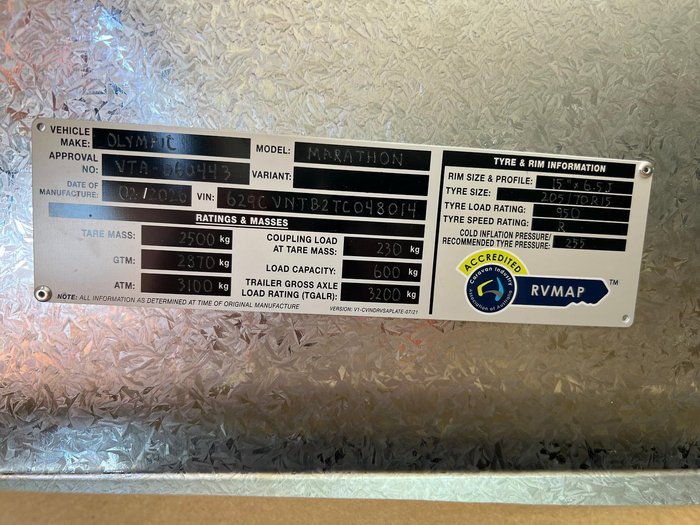 VEHICLE MAKE: OLYMPIC
MODEL: MARATHON
APPROVAL NO: VTA-060443
VARIANT:
DATE OF MANUFACTURE: 02/2026
VIN: 629CVNTB2TC048014
RATINGS & MASSES
TARE MASS: 2500 kg
COUPLING LOAD AT TARE MASS: 230 kg
GTM: 2870 kg
LOAD CAPACITY: 600 kg
ATM: 3100 kg
TRAILER GROSS AXLE LOAD RATING (TGALR): 3200 kg
NOTE: ALL INFORMATION AS DETERMINED AT TIME OF ORIGINAL MANUFACTURE
VERSION: V1-CVINDRVSAPLATE-07/21
TYRE & RIM INFORMATION
RIM SIZE & PROFILE: 15" x 6.5J
TYRE SIZE: 205/70R15
TYRE LOAD RATING: 950
TYRE SPEED RATING: R
COLD INFLATION PRESSURE/
RECOMMENDED TYRE PRESSURE: 255
ACCREDITED
Caravan Industry
Association of Australia
RVMAP™